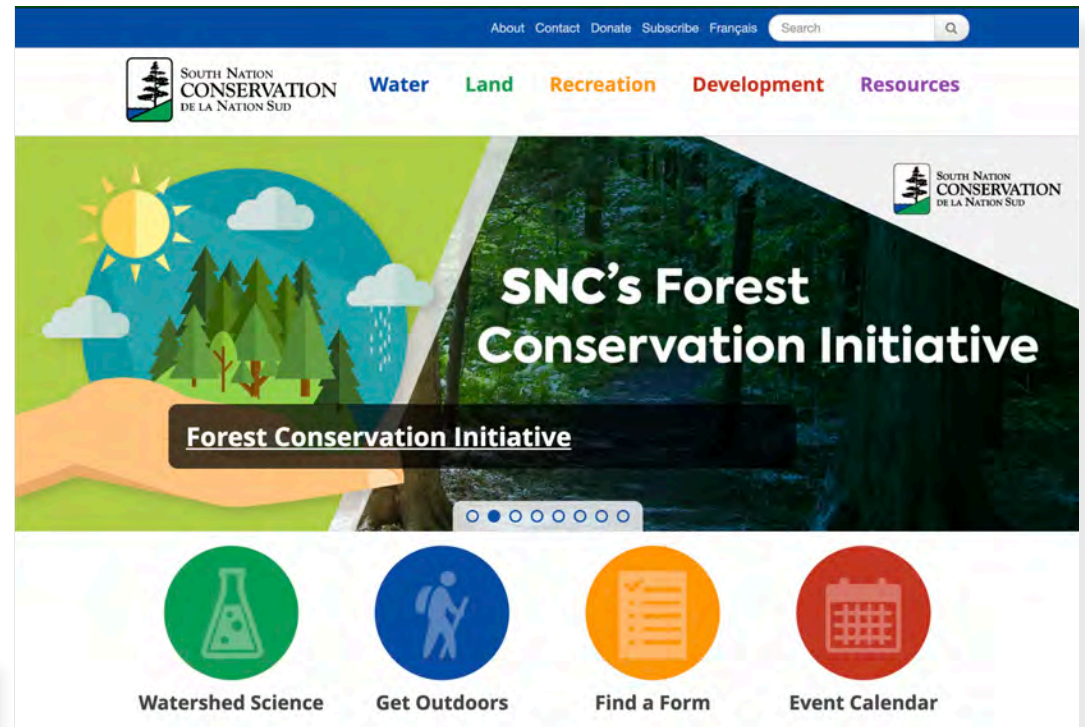 About Contact Donate Subscribe Français Search
SOUTH NATION
CONSERVATION
DE LA NATION SUD
Water Land Recreation Development Resources
SOUTH NATION
CONSERVATION
DE LA NATION SUD
SNC's Forest
Conservation Initiative
Forest Conservation Initiative
Watershed Science Get Outdoors Find a Form Event Calendar